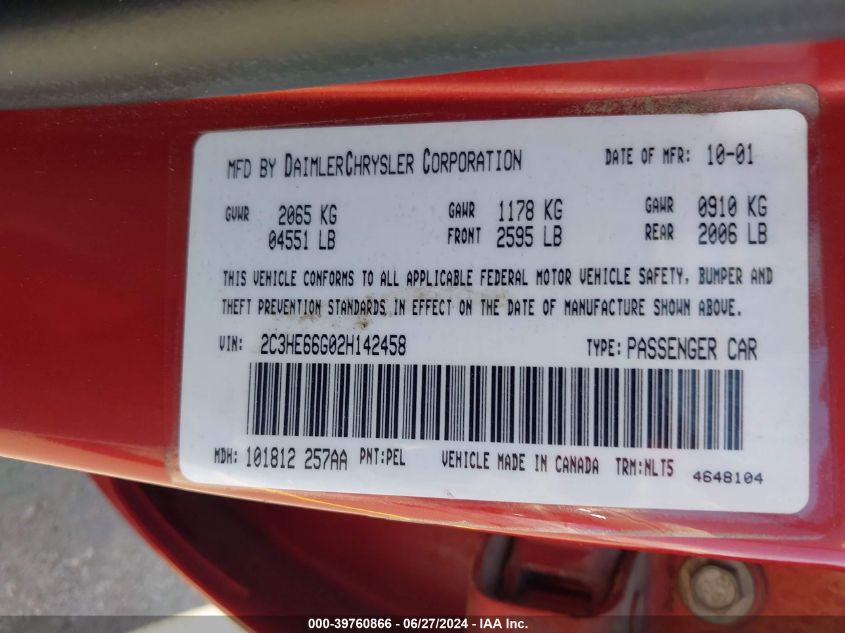 MFD BY DAIMLERCHRYSLER CORPORATION DATE OF MFR: 10-01
GVWR 2065 KG GAWR 1178 KG GAWR 0910 KG
04551 LB FRONT 2595 LB REAR 2006 LB
THIS VEHICLE CONFORMS TO ALL APPLICABLE FEDERAL MOTOR VEHICLE SAFETY, BUMPER AND
THEFT PREVENTION STANDARDS IN EFFECT ON THE DATE OF MANUFACTURE SHOWN ABOVE.
VIN: 2C3HE66G02H142458 TYPE: PASSENGER CAR
MDH: 101812 257AA PNT:PEL VEHICLE MADE IN CANADA TRM:NLT5 4648104
000-39760866 - 06/27/2024 - IAA Inc.